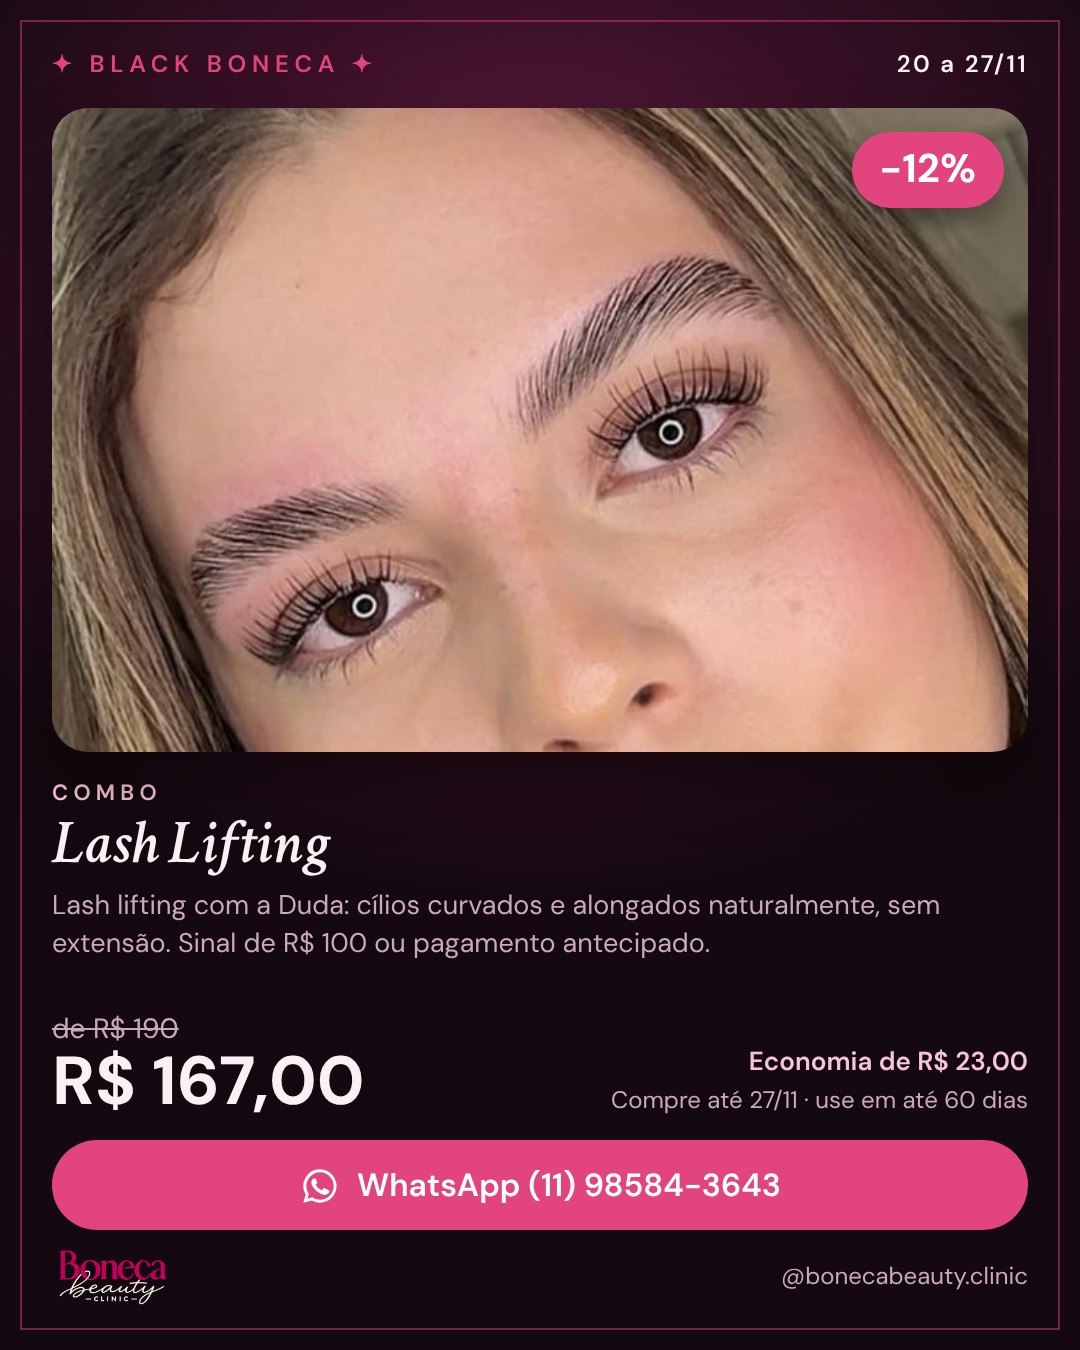 ✦ BLACK BONECA ✦
20 a 27/11
-12%
COMBO
Lash Lifting
Lash lifting com a Duda: cílios curvados e alongados naturalmente, sem
extensão. Sinal de R$ 100 ou pagamento antecipado.
de R$ 190
R$ 167,00
Economia de R$ 23,00
Compre até 27/11 · use em até 60 dias
WhatsApp (11) 98584-3643
Boneca
beauty
CLINIC
@bonecabeauty.clinic